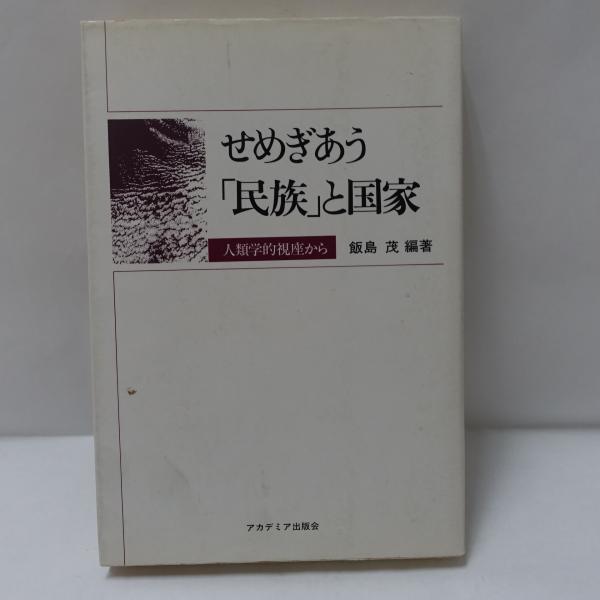 せめぎあう
「民族」と国家
人類学的視座から
飯島 茂 編著
アカデミア出版会